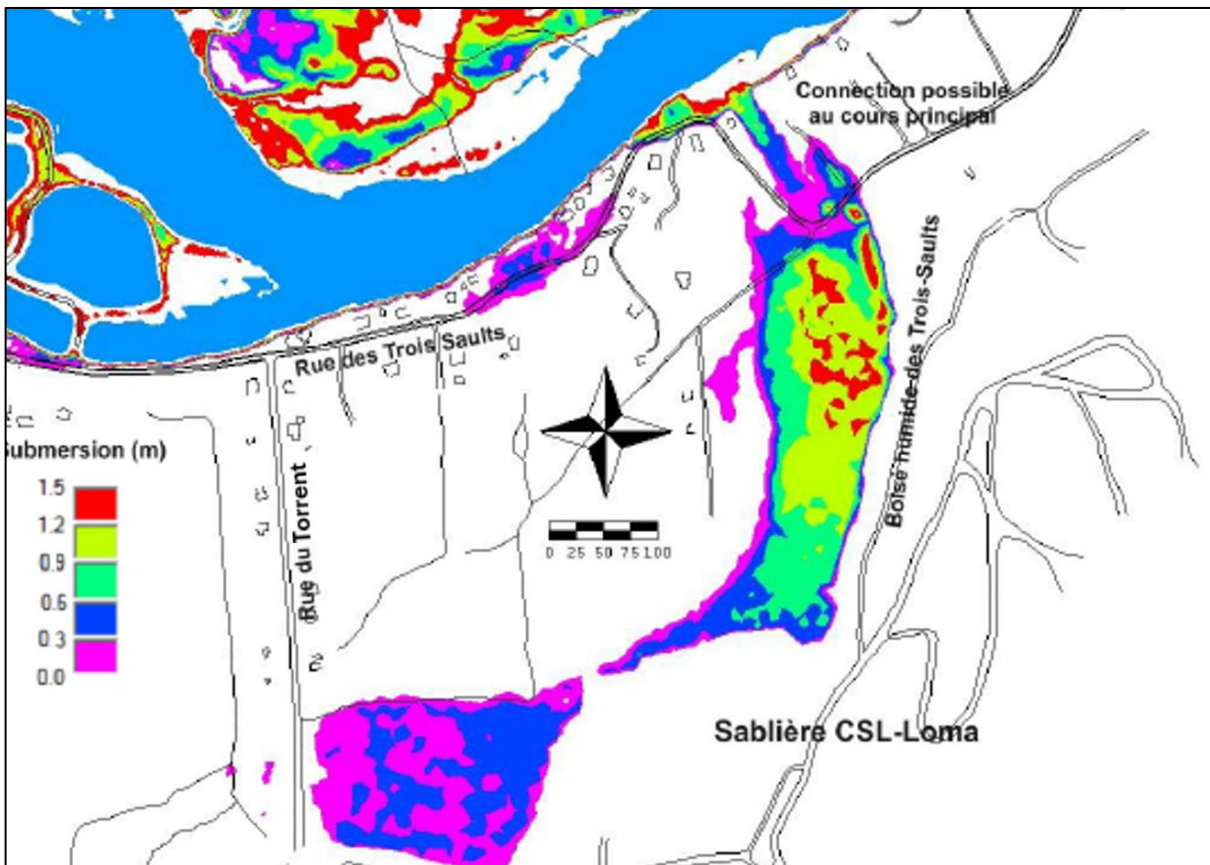 Connection possible
au cours principal
Rue des Trois Saults
Boisé humide des Trois-Saults
Submersion (m)
1.5
1.2
0.9
0.6
0.3
0.0
Rue du Torrent
0 25 50 75 100
Sablière CSL-Loma